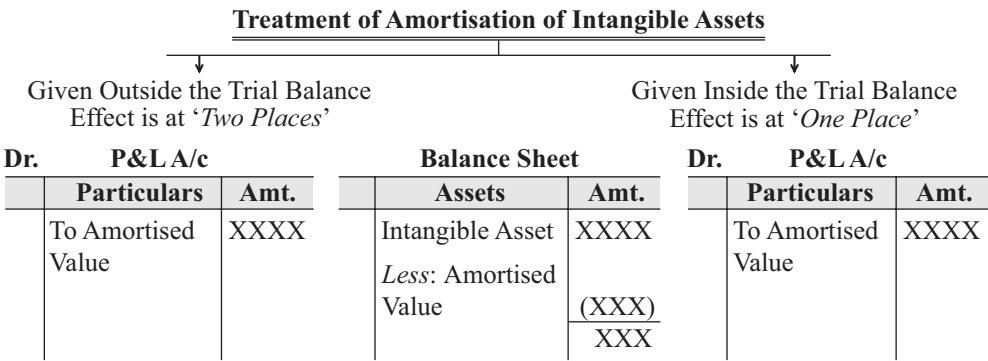 Treatment of Amortisation of Intangible Assets
Given Outside the Trial Balance
Effect is at ‘Two Places’
Given Inside the Trial Balance
Effect is at ‘One Place’
Dr. P&L A/c
Particulars Amt.
To Amortised XXXX
Value
Balance Sheet
Assets Amt.
Intangible Asset XXXX
Less: Amortised
Value (XXX)
XXX
Dr. P&L A/c
Particulars Amt.
To Amortised XXXX
Value